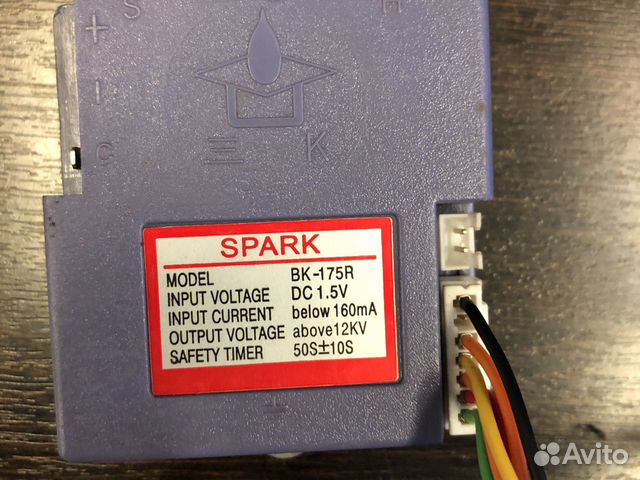 S H
+
−
C
K
SPARK
MODEL BK-175R
INPUT VOLTAGE DC 1.5V
INPUT CURRENT below 160mA
OUTPUT VOLTAGE above12KV
SAFETY TIMER 50S±10S
Avito